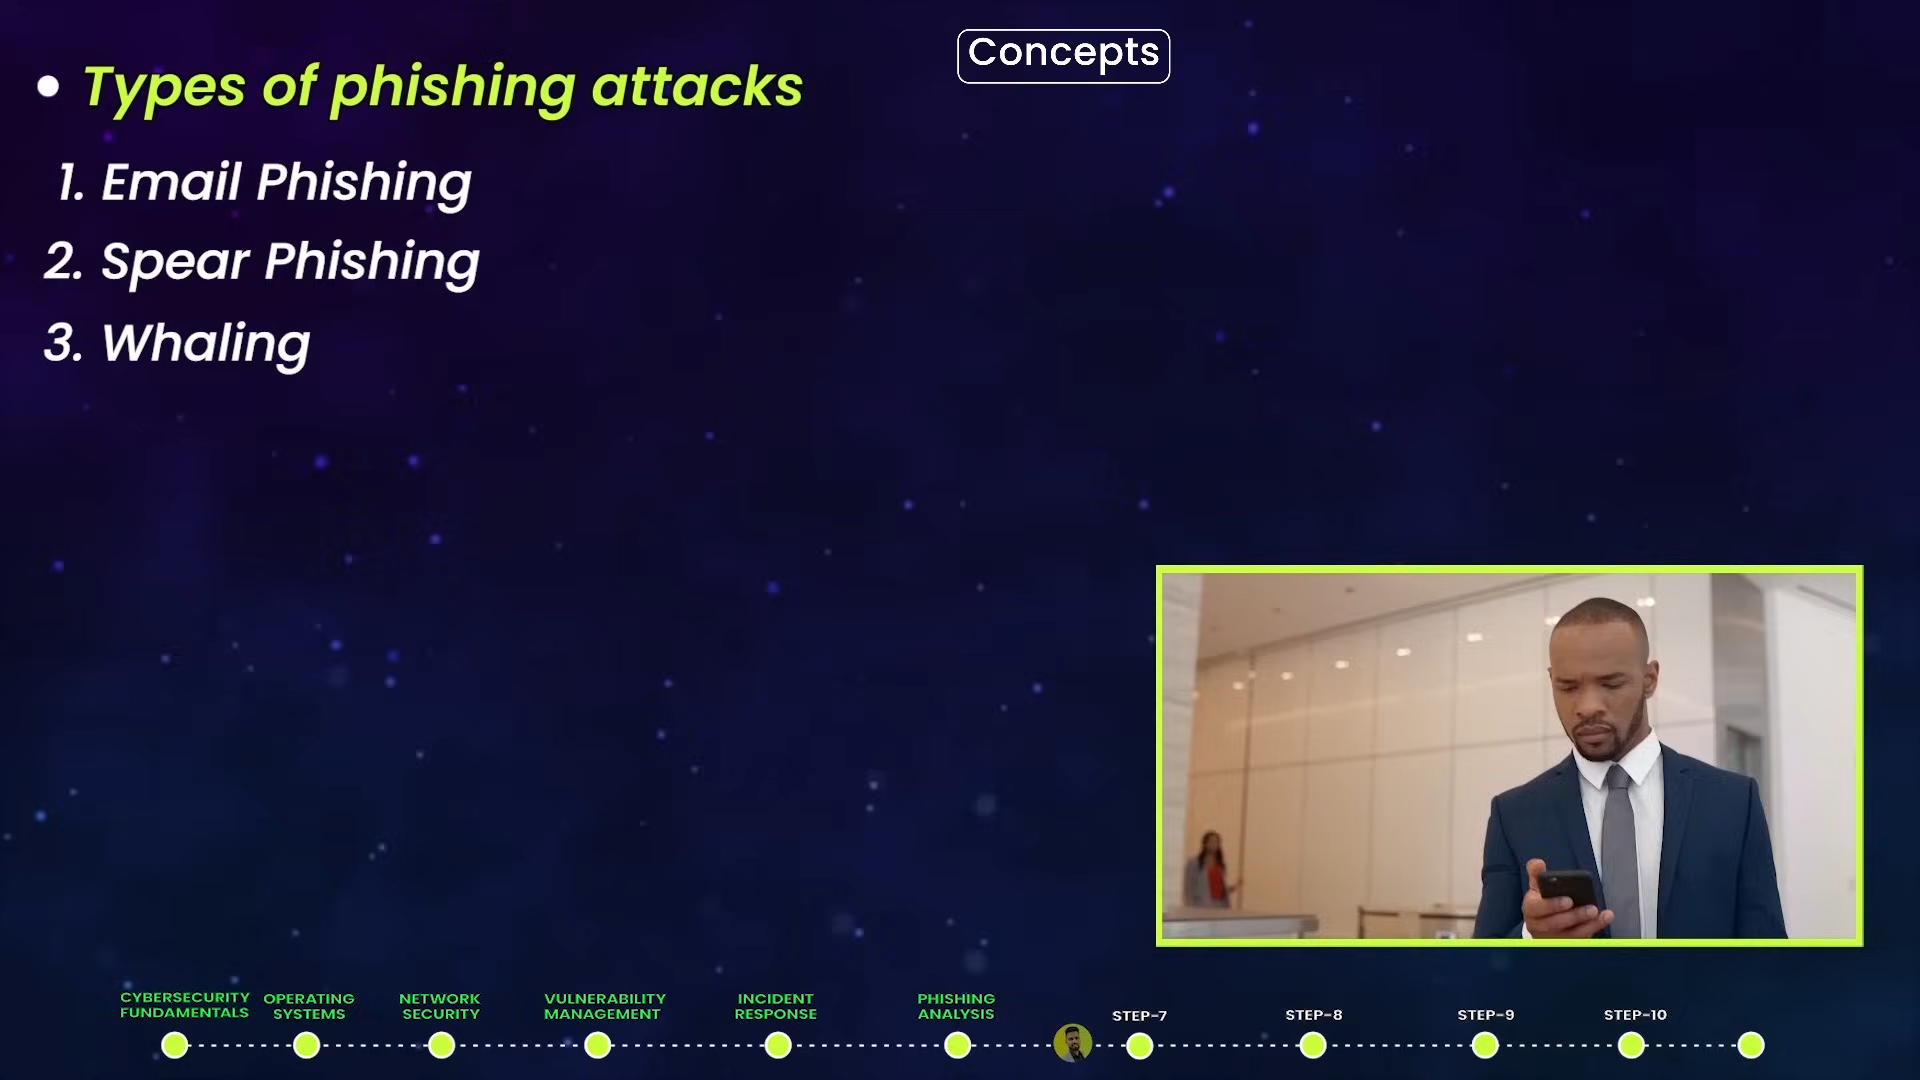 Concepts
• Types of phishing attacks
1. Email Phishing
2. Spear Phishing
3. Whaling
CYBERSECURITY
FUNDAMENTALS
OPERATING
SYSTEMS
NETWORK
SECURITY
VULNERABILITY
MANAGEMENT
INCIDENT
RESPONSE
PHISHING
ANALYSIS
STEP-7
STEP-8
STEP-9
STEP-10